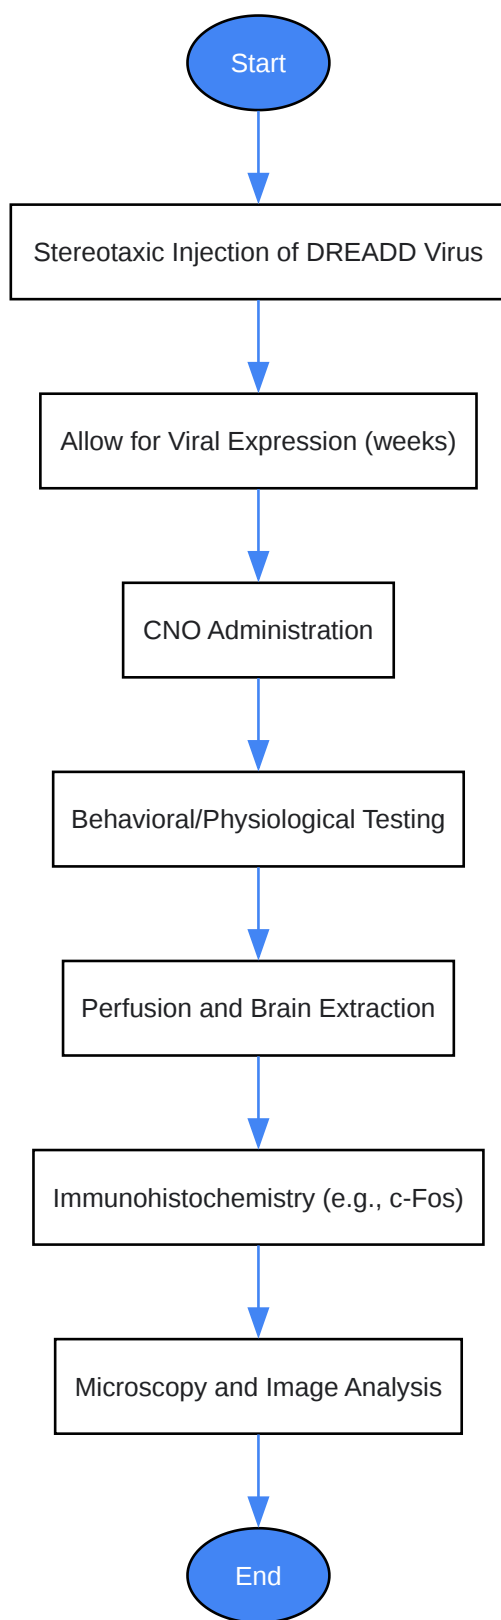 Start
Stereotaxic Injection of DREADD Virus
Allow for Viral Expression (weeks)
CNO Administration
Behavioral/Physiological Testing
Perfusion and Brain Extraction
Immunohistochemistry (e.g., c-Fos)
Microscopy and Image Analysis
End